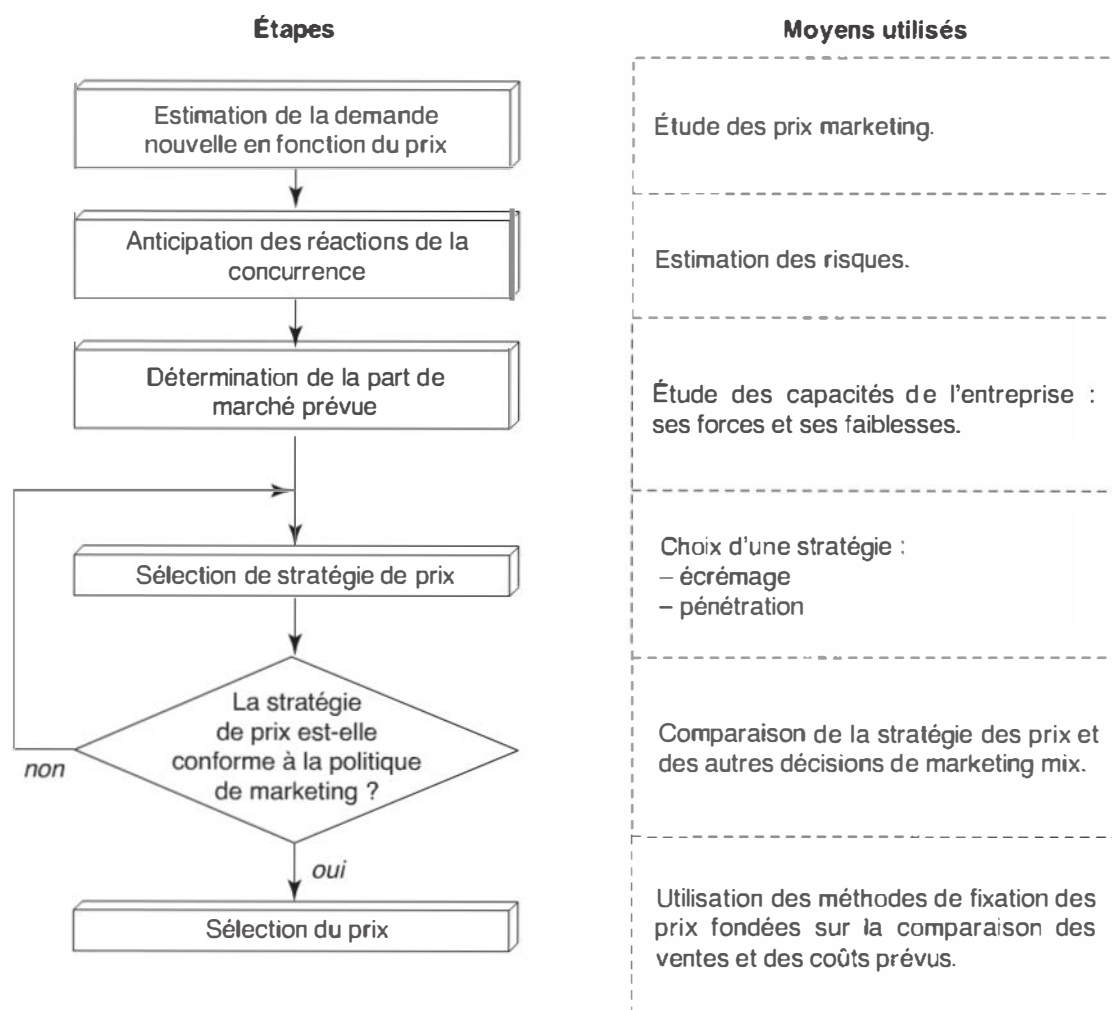 Étapes
Moyens utilisés
Estimation de la demande
nouvelle en fonction du prix
Étude des prix marketing.
Anticipation des réactions de la
concurrence
Estimation des risques.
Détermination de la part de
marché prévue
Étude des capacités de l'entreprise :
ses forces et ses faiblesses.
Sélection de stratégie de prix
Choix d'une stratégie :
– écrémage
– pénétration
La stratégie
de prix est-elle
conforme à la politique
de marketing ?
non
Comparaison de la stratégie des prix et
des autres décisions de marketing mix.
oui
Sélection du prix
Utilisation des méthodes de fixation des
prix fondées sur la comparaison des
ventes et des coûts prévus.